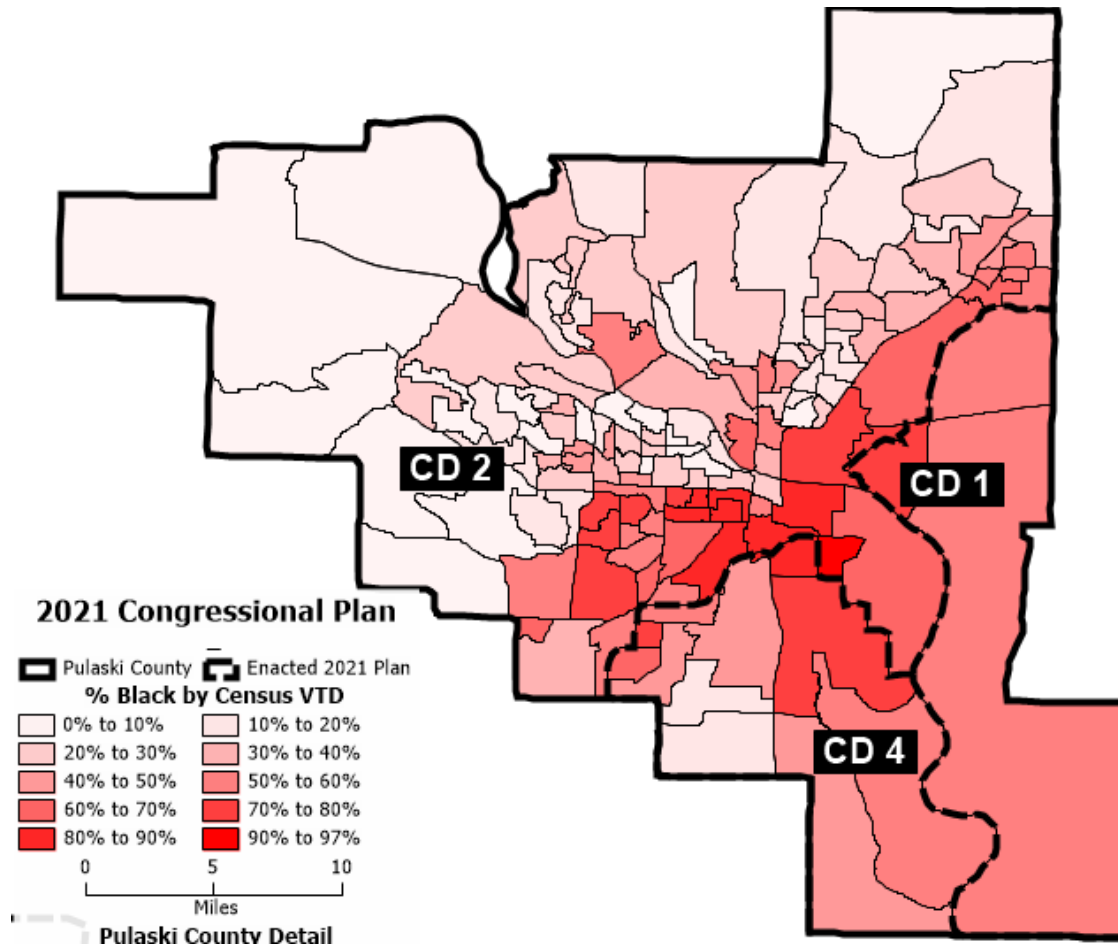 CD 2
CD 1
CD 4
2021 Congressional Plan
Pulaski County Enacted 2021 Plan
% Black by Census VTD
0% to 10% 10% to 20%
20% to 30% 30% to 40%
40% to 50% 50% to 60%
60% to 70% 70% to 80%
80% to 90% 90% to 97%
0 5 10
Miles
Pulaski County Detail